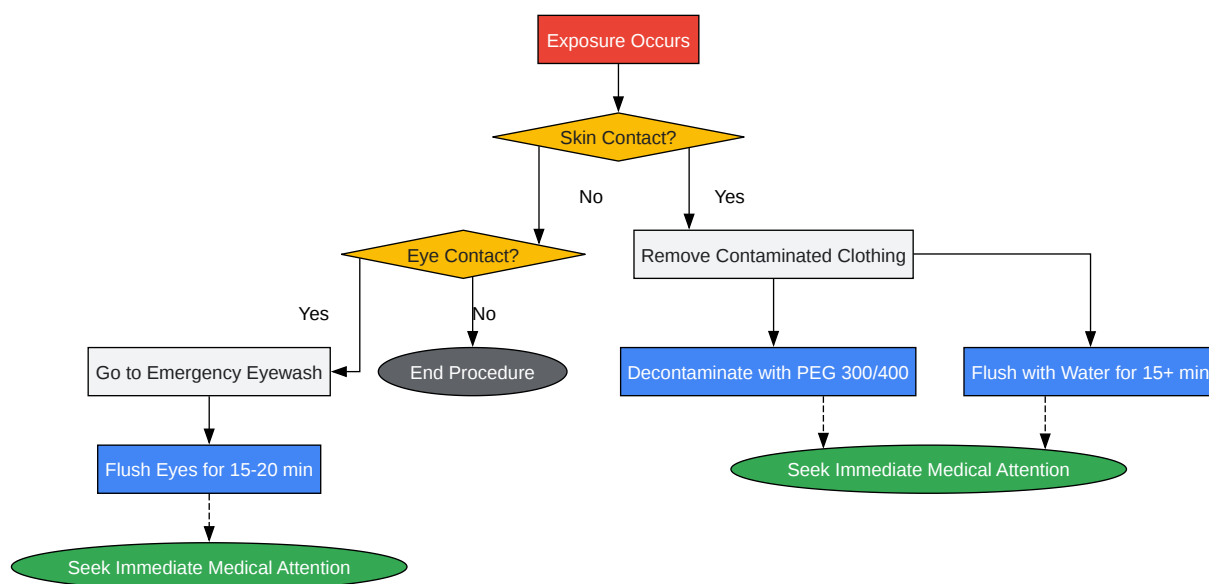 Exposure Occurs
Skin Contact?
No
Yes
Eye Contact?
Remove Contaminated Clothing
Yes
No
Go to Emergency Eyewash
End Procedure
Decontaminate with PEG 300/400
Flush with Water for 15+ min
Flush Eyes for 15-20 min
Seek Immediate Medical Attention
Seek Immediate Medical Attention